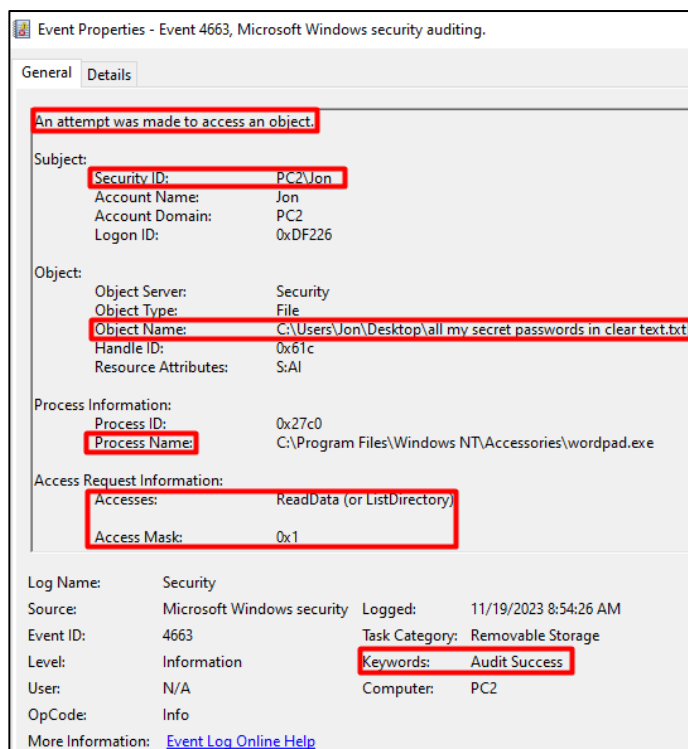 Event Properties - Event 4663, Microsoft Windows security auditing.
General Details
An attempt was made to access an object.
Subject:
Security ID: PC2\Jon
Account Name: Jon
Account Domain: PC2
Logon ID: 0xDF226
Object:
Object Server: Security
Object Type: File
Object Name: C:\Users\Jon\Desktop\all my secret passwords in clear text.txt
Handle ID: 0x61c
Resource Attributes: S:AI
Process Information:
Process ID: 0x27c0
Process Name: C:\Program Files\Windows NT\Accessories\wordpad.exe
Access Request Information:
Accesses: ReadData (or ListDirectory)
Access Mask: 0x1
Log Name: Security
Source: Microsoft Windows security Logged: 11/19/2023 8:54:26 AM
Event ID: 4663 Task Category: Removable Storage
Level: Information Keywords: Audit Success
User: N/A Computer: PC2
OpCode: Info
More Information: Event Log Online Help